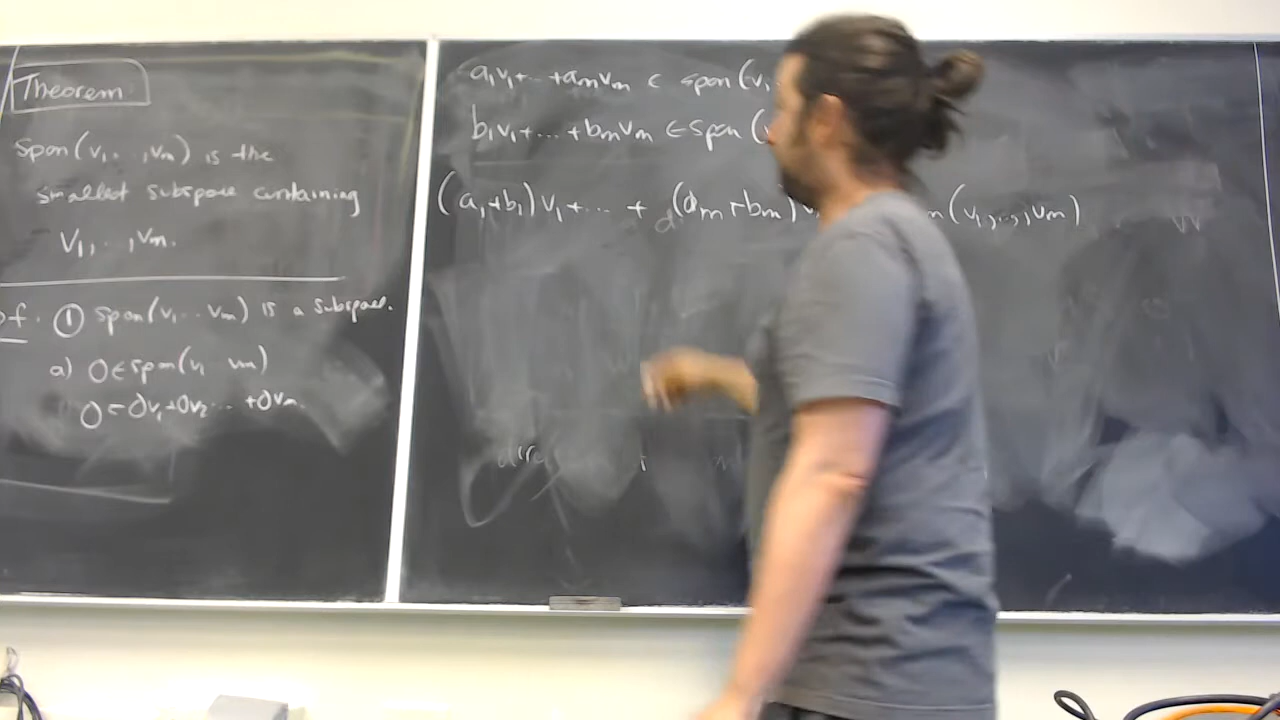 Theorem
span(v₁, .., vₘ) is the
smallest subspace containing
v₁, .., vₘ.
of. ① span(v₁ .. vₘ) is a subspace.
a) 0 ∈ span(v₁ vₘ)
0 = 0v₁+0v₂ ... +0vₘ.
a₁v₁+...+aₘvₘ ∈ span(v₁
b₁v₁+...+bₘvₘ ∈ span(
(a₁+b₁)v₁+... + (aₘ+bₘ)v n(v₁,..,vₘ)